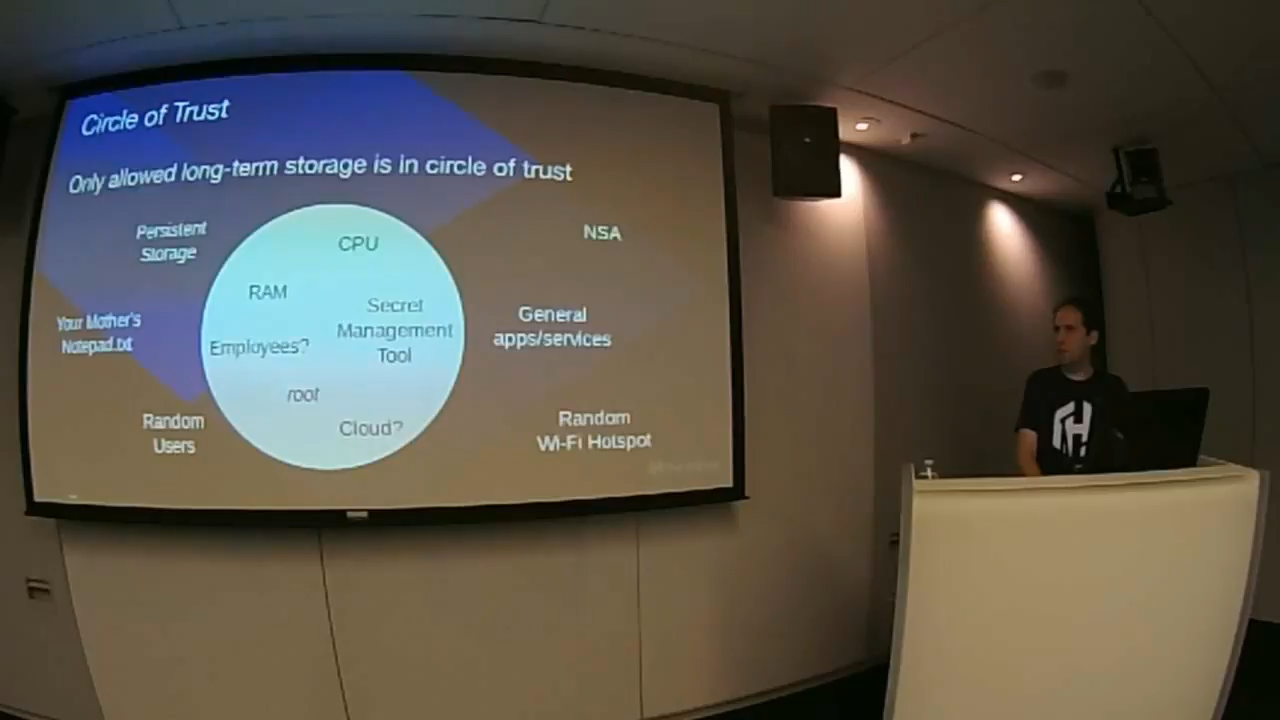 Circle of Trust
Only allowed long-term storage is in circle of trust
Persistent
Storage
CPU
NSA
RAM
Secret
Management
Tool
Your Mother's
Notepad.txt
General
apps/services
Employees?
root
Cloud?
Random
Users
Random
Wi-Fi Hotspot
H